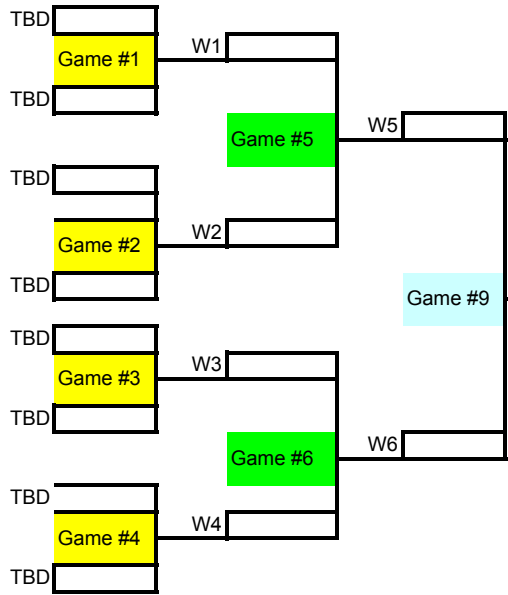 TBD
Game #1
W1
TBD
Game #5
W5
TBD
Game #2
W2
TBD
Game #9
TBD
Game #3
W3
TBD
Game #6
W6
TBD
Game #4
W4
TBD